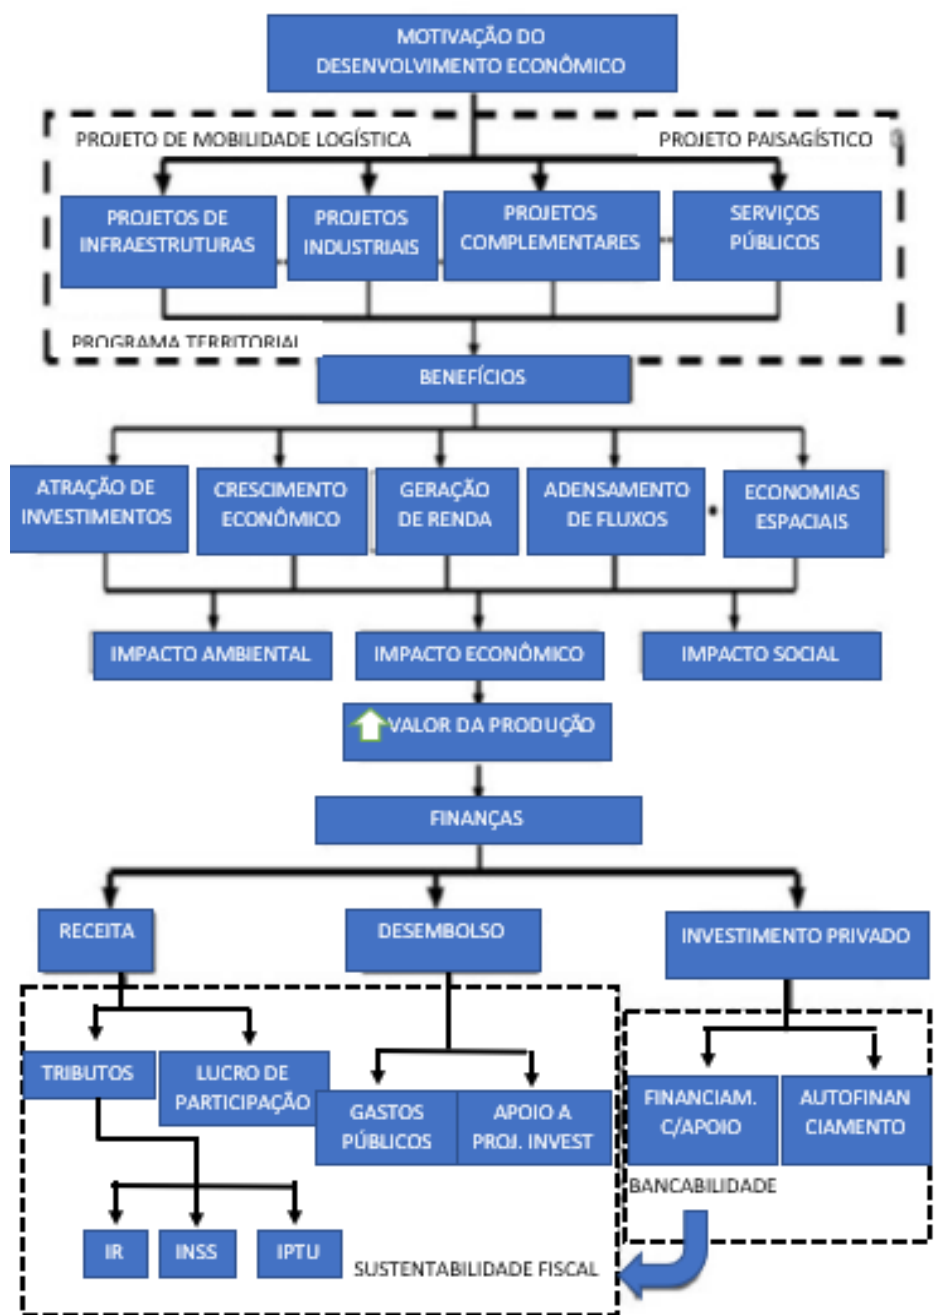 MOTIVAÇÃO DO
DESENVOLVIMENTO ECONÔMICO
PROJETO DE MOBILIDADE LOGÍSTICA
PROJETO PAISAGÍSTICO
PROJETOS DE
INFRAESTRUTURAS
PROJETOS
INDUSTRIAIS
PROJETOS
COMPLEMENTARES
SERVIÇOS
PÚBLICOS
PROGRAMA TERRITORIAL
BENEFÍCIOS
ATRAÇÃO DE
INVESTIMENTOS
CRESCIMENTO
ECONÔMICO
GERAÇÃO
DE RENDA
ADENSAMENTO
DE FLUXOS
ECONOMIAS
ESPACIAIS
IMPACTO AMBIENTAL
IMPACTO ECONÔMICO
IMPACTO SOCIAL
VALOR DA PRODUÇÃO
FINANÇAS
RECEITA
DESEMBOLSO
INVESTIMENTO PRIVADO
TRIBUTOS
LUCRO DE
PARTICIPAÇÃO
GASTOS
PÚBLICOS
APOIO A
PROJ. INVEST
FINANCIAM.
C/APOIO
AUTOFINAN
CIAMENTO
BANCABILIDADE
IR
INSS
IPTU
SUSTENTABILIDADE FISCAL